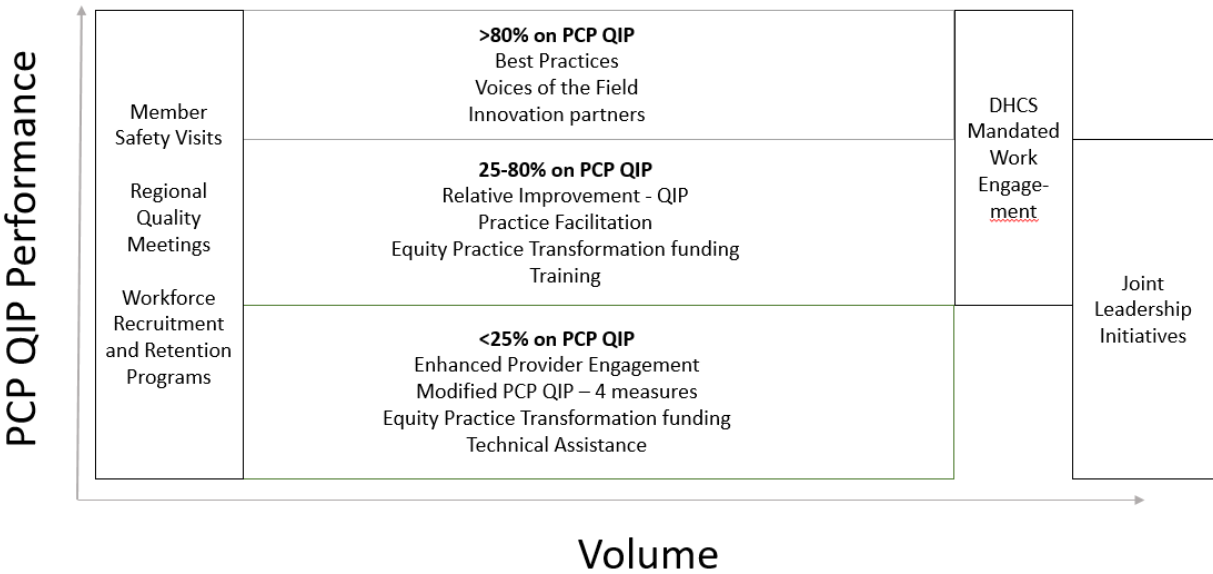 PCP QIP Performance
Member
Safety Visits
Regional
Quality
Meetings
Workforce
Recruitment
and Retention
Programs
>80% on PCP QIP
Best Practices
Voices of the Field
Innovation partners
25-80% on PCP QIP
Relative Improvement - QIP
Practice Facilitation
Equity Practice Transformation funding
Training
<25% on PCP QIP
Enhanced Provider Engagement
Modified PCP QIP – 4 measures
Equity Practice Transformation funding
Technical Assistance
DHCS
Mandated
Work
Engage-
ment
Joint
Leadership
Initiatives
Volume